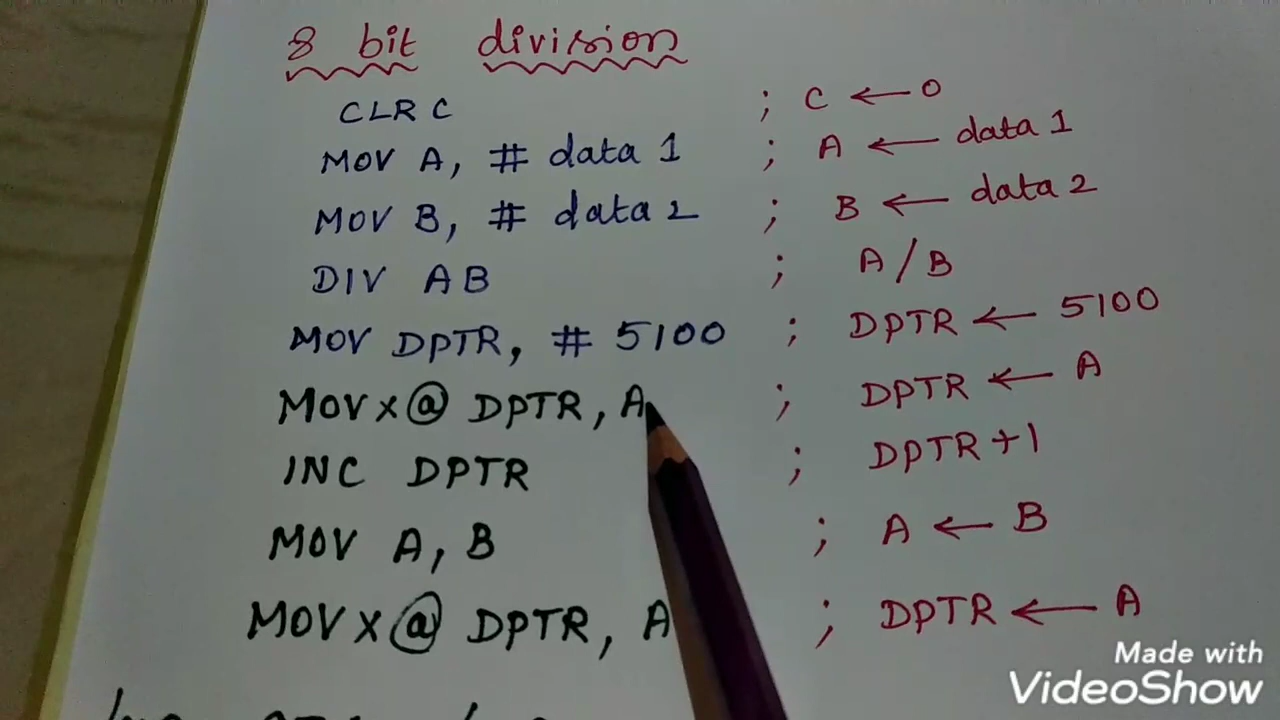 8 bit division
CLR C ; C ← 0
MOV A, # data 1 ; A ← data 1
MOV B, # data 2 ; B ← data 2
DIV AB ; A/B
MOV DPTR, # 5100 ; DPTR ← 5100
MOVX @ DPTR, A ; DPTR ← A
INC DPTR ; DPTR+1
MOV A, B ; A ← B
MOVX @ DPTR, A ; DPTR ← A
Made with
VideoShow